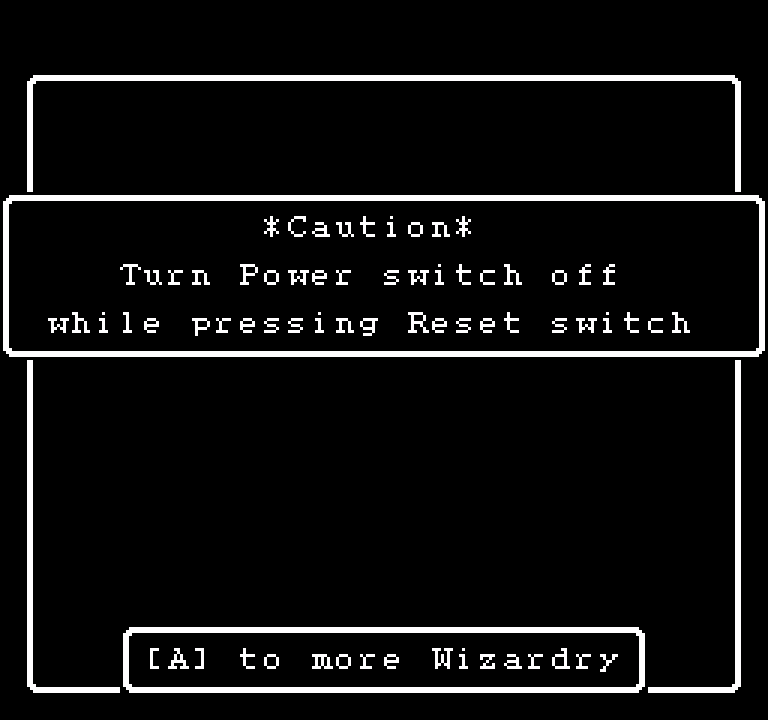 *Caution*
Turn Power switch off
while pressing Reset switch
[A] to more Wizardry